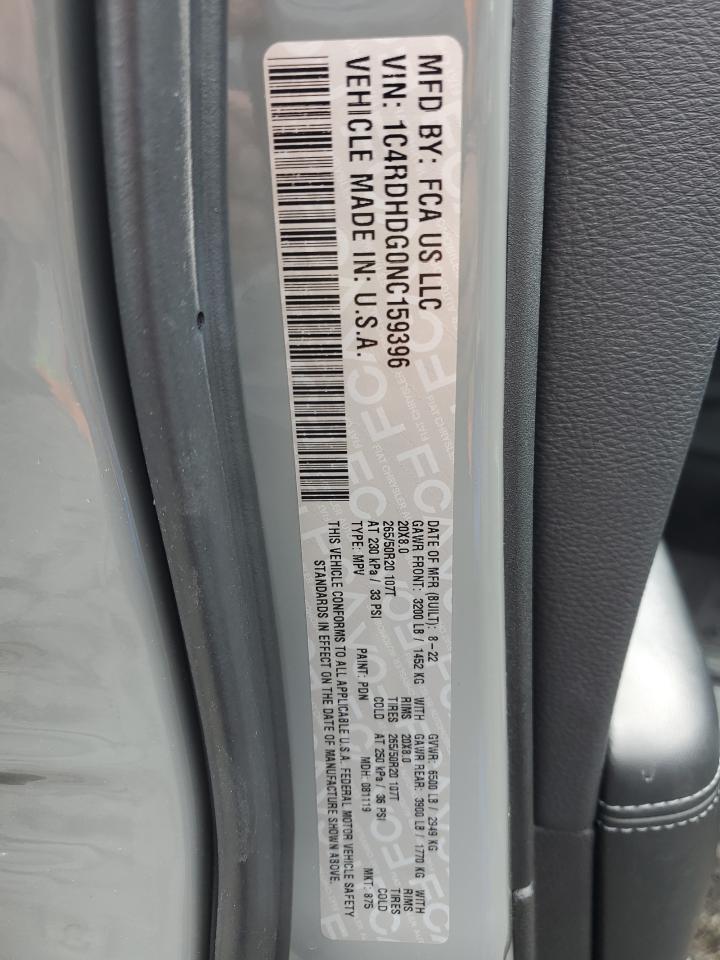 MFD BY: FCA US LLC
VIN: 1C4RDHDG0NC159396
VEHICLE MADE IN: U.S.A.
DATE OF MFR (BUILT): 8-22 GVWR: 6500 LB / 2949 KG
GAWR FRONT: 3200 LB / 1452 KG WITH GAWR REAR: 3900 LB / 1770 KG WITH
20X8.0 RIMS 20X8.0 RIMS
265/50R20 107T TIRES 265/50R20 107T TIRES
AT 230 kPa / 33 PSI COLD AT 250 kPa / 36 PSI COLD
TYPE: MPV PAINT: PDN MDH: 081119 MKT: 875
THIS VEHICLE CONFORMS TO ALL APPLICABLE U.S.A. FEDERAL MOTOR VEHICLE SAFETY
STANDARDS IN EFFECT ON THE DATE OF MANUFACTURE SHOWN ABOVE.